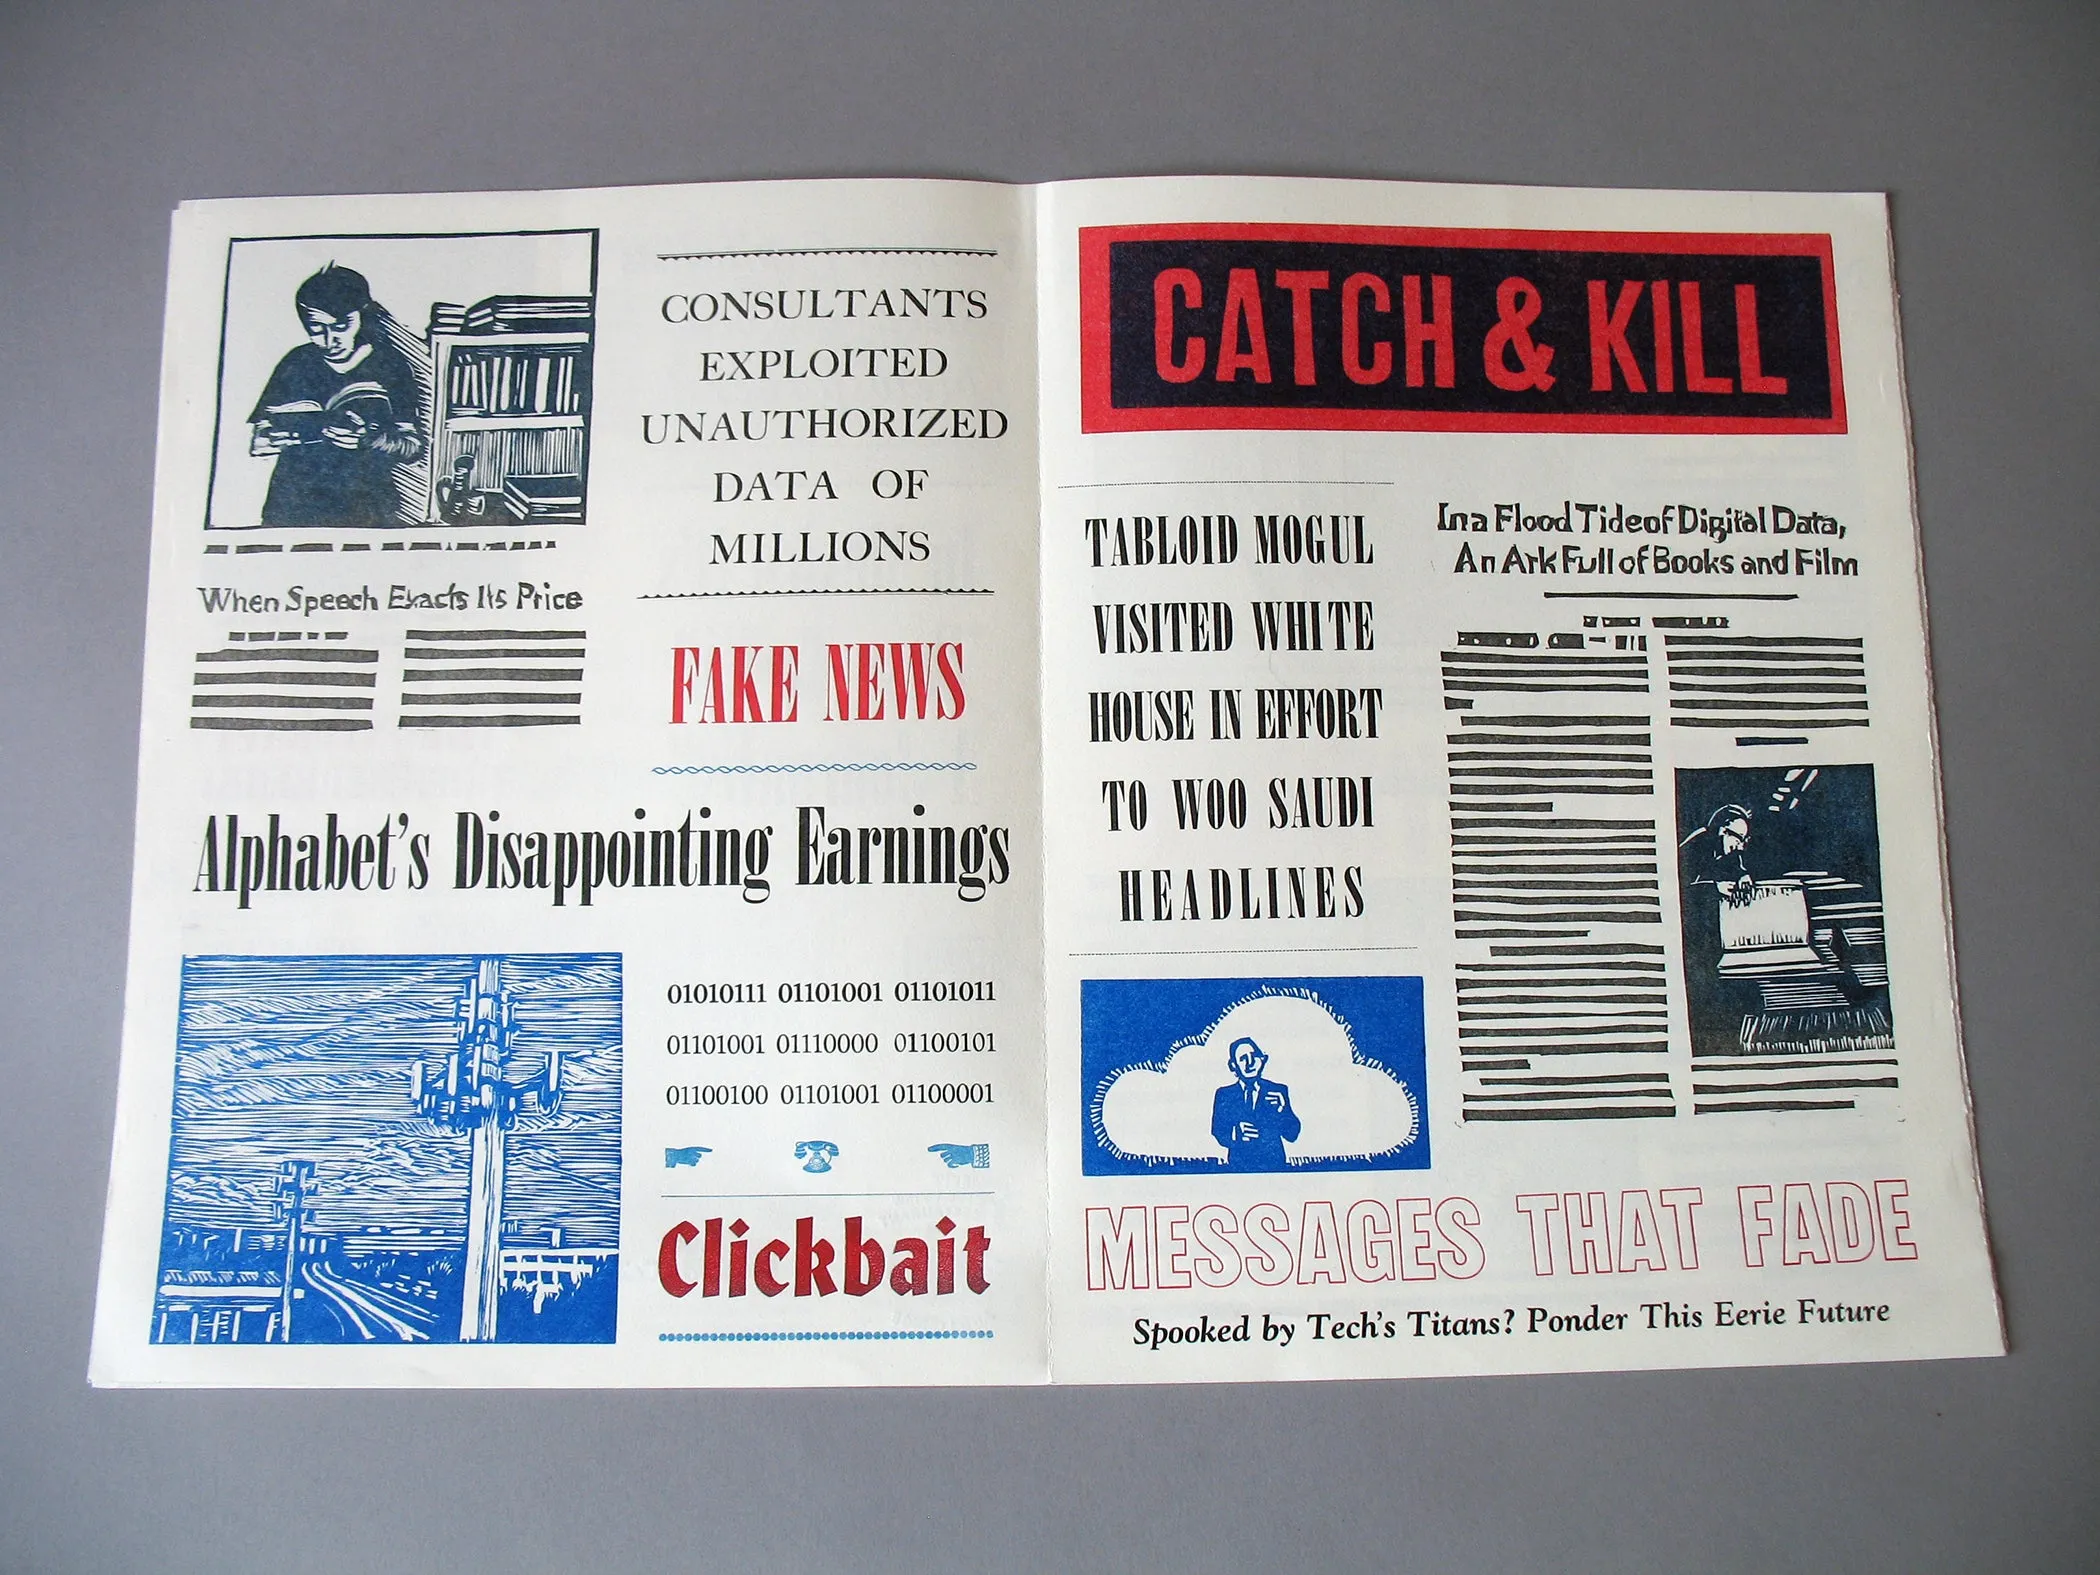 When Speech Exacts Its Price
CONSULTANTS
EXPLOITED
UNAUTHORIZED
DATA OF
MILLIONS
FAKE NEWS
Alphabet's Disappointing Earnings
01010111 01101001 01101011
01101001 01110000 01100101
01100100 01101001 01100001
Clickbait
CATCH & KILL
TABLOID MOGUL
VISITED WHITE
HOUSE IN EFFORT
TO WOO SAUDI
HEADLINES
In a Flood Tide of Digital Data,
An Ark Full of Books and Film
MESSAGES THAT FADE
Spooked by Tech's Titans? Ponder This Eerie Future